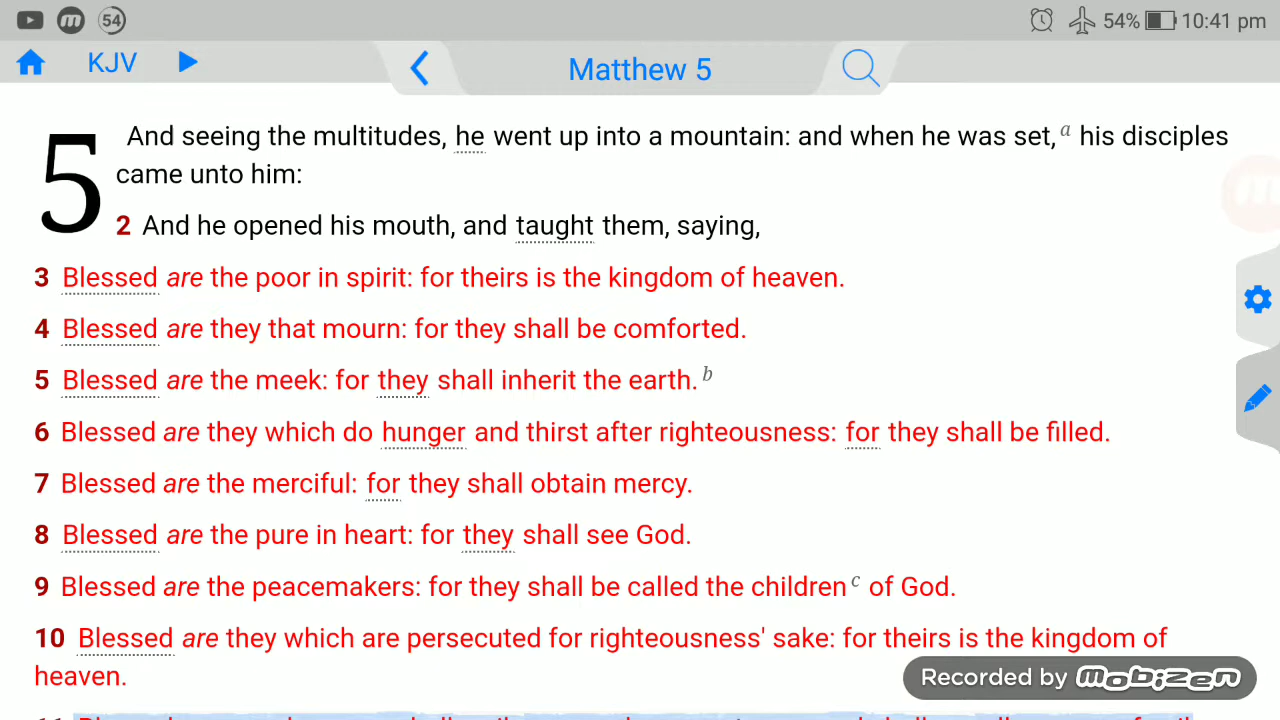 54 54% 10:41 pm
KJV Matthew 5
5 And seeing the multitudes, he went up into a mountain: and when he was set, a his disciples
came unto him:
2 And he opened his mouth, and taught them, saying,
3 Blessed are the poor in spirit: for theirs is the kingdom of heaven.
4 Blessed are they that mourn: for they shall be comforted.
5 Blessed are the meek: for they shall inherit the earth. b
6 Blessed are they which do hunger and thirst after righteousness: for they shall be filled.
7 Blessed are the merciful: for they shall obtain mercy.
8 Blessed are the pure in heart: for they shall see God.
9 Blessed are the peacemakers: for they shall be called the children c of God.
10 Blessed are they which are persecuted for righteousness' sake: for theirs is the kingdom of
heaven.
Recorded by mobizen